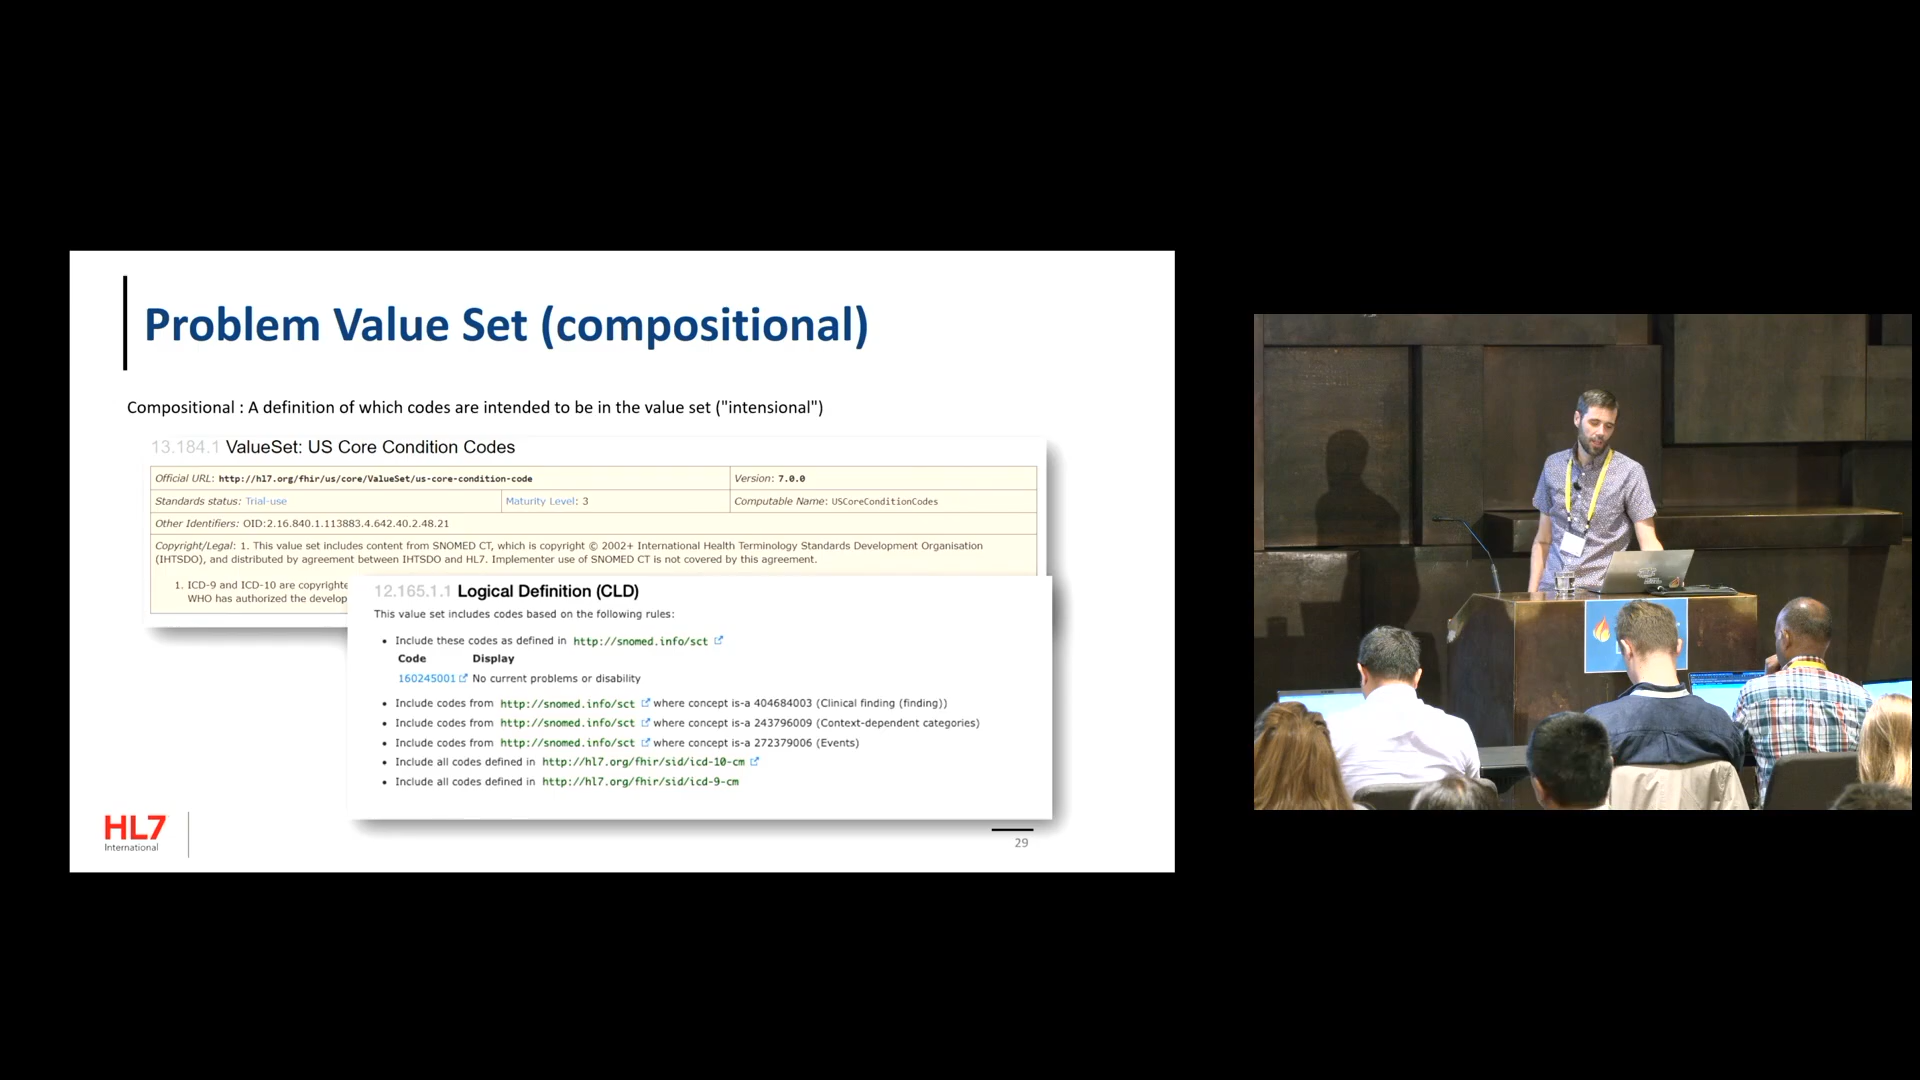 Problem Value Set (compositional)
Compositional : A definition of which codes are intended to be in the value set ("intensional")
13.184.1 ValueSet: US Core Condition Codes
Official URL: http://hl7.org/fhir/us/core/ValueSet/us-core-condition-code
Version: 7.0.0
Standards status: Trial-use
Maturity Level: 3
Computable Name: USCoreConditionCodes
Other Identifiers: OID:2.16.840.1.113883.4.642.40.2.48.21
Copyright/Legal: 1. This value set includes content from SNOMED CT, which is copyright © 2002+ International Health Terminology Standards Development Organisation
(IHTSDO), and distributed by agreement between IHTSDO and HL7. Implementer use of SNOMED CT is not covered by this agreement.
1. ICD-9 and ICD-10 are copyrighte
WHO has authorized the develop
12.165.1.1 Logical Definition (CLD)
This value set includes codes based on the following rules:
• Include these codes as defined in http://snomed.info/sct
Code Display
160245001 No current problems or disability
• Include codes from http://snomed.info/sct where concept is-a 404684003 (Clinical finding (finding))
• Include codes from http://snomed.info/sct where concept is-a 243796009 (Context-dependent categories)
• Include codes from http://snomed.info/sct where concept is-a 272379006 (Events)
• Include all codes defined in http://hl7.org/fhir/sid/icd-10-cm
• Include all codes defined in http://hl7.org/fhir/sid/icd-9-cm
HL7
International
29